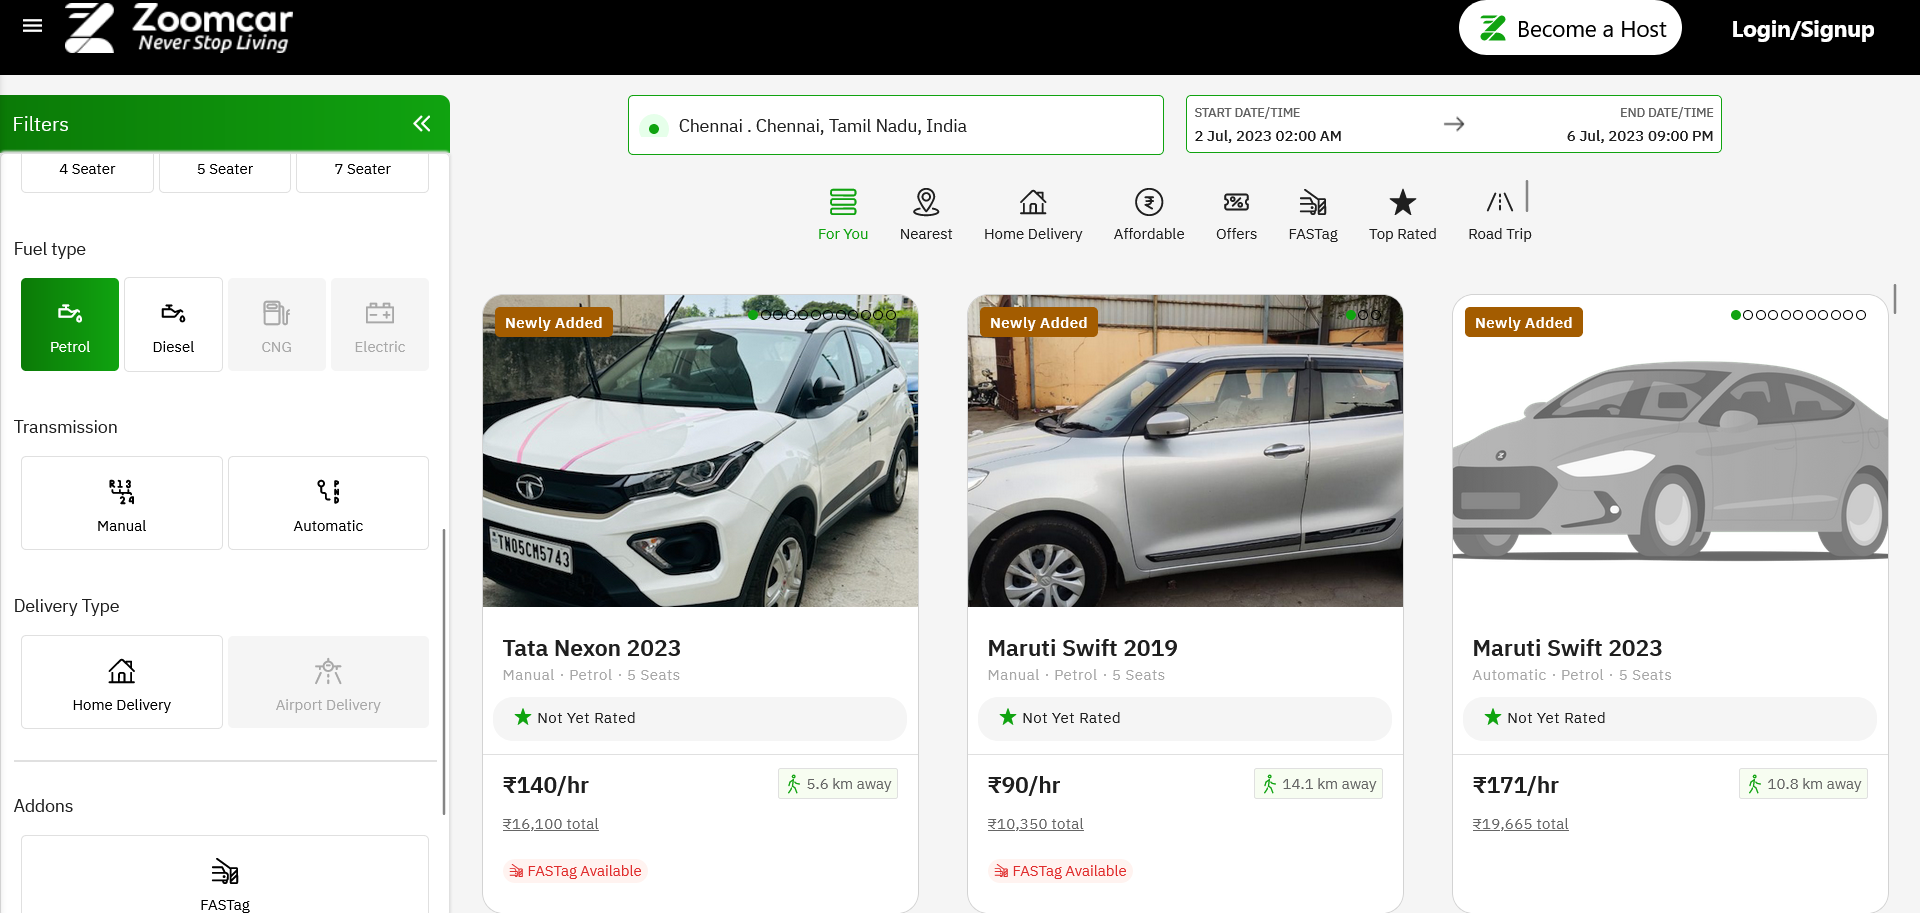 Zoomcar
Never Stop Living
Become a Host
Login/Signup
Filters
4 Seater
5 Seater
7 Seater
Fuel type
Petrol
Diesel
CNG
Electric
Transmission
R 1 3
2 4
Manual
P
N
D
Automatic
Delivery Type
Home Delivery
Airport Delivery
Addons
FASTag
Chennai . Chennai, Tamil Nadu, India
START DATE/TIME
2 Jul, 2023 02:00 AM
END DATE/TIME
6 Jul, 2023 09:00 PM
For You
Nearest
Home Delivery
₹
Affordable
%
Offers
FASTag
Top Rated
Road Trip
Newly Added
TN05CM5743
Tata Nexon 2023
Manual · Petrol · 5 Seats
Not Yet Rated
₹140/hr
5.6 km away
₹16,100 total
FASTag Available
Newly Added
Maruti Swift 2019
Manual · Petrol · 5 Seats
Not Yet Rated
₹90/hr
14.1 km away
₹10,350 total
FASTag Available
Newly Added
Maruti Swift 2023
Automatic · Petrol · 5 Seats
Not Yet Rated
₹171/hr
10.8 km away
₹19,665 total